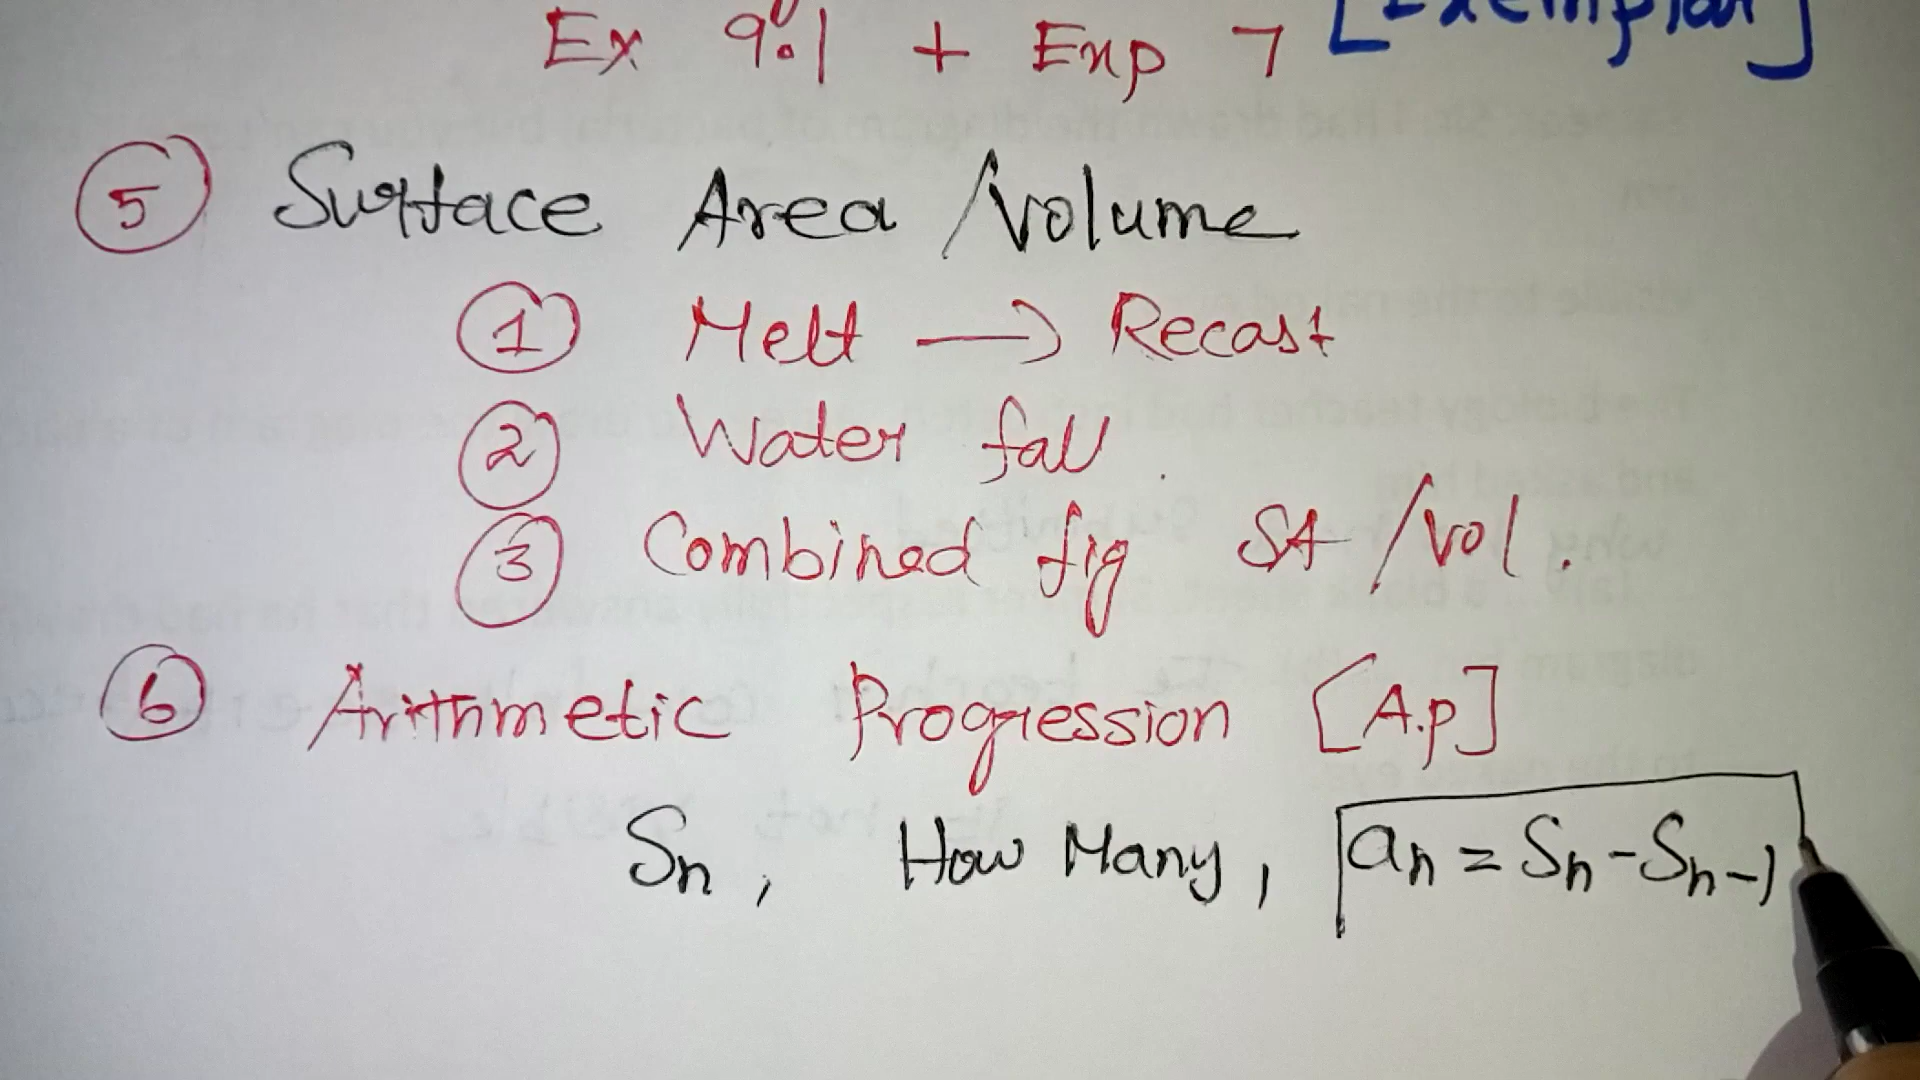 Ex 9.1 + Exp 7 [Exemplar]
5 Surface Area / Volume
1 Melt → Recast
2 Water fall
3 Combined fig SA / Vol.
6 Arithmetic Progression [A.p]
Sn, How Many, an = Sn - Sn-1